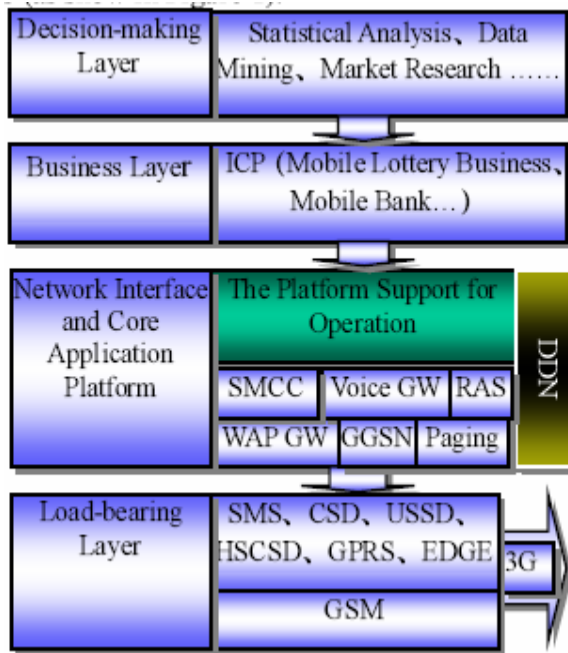 Decision-making
Layer
Statistical Analysis、Data
Mining、Market Research ……
Business Layer
ICP (Mobile Lottery Business、
Mobile Bank…)
Network Interface
and Core
Application
Platform
The Platform Support for
Operation
SMCC
Voice GW
RAS
WAP GW
GGSN
Paging
DDN
Load-bearing
Layer
SMS、CSD、USSD、
HSCSD、GPRS、EDGE
GSM
3G